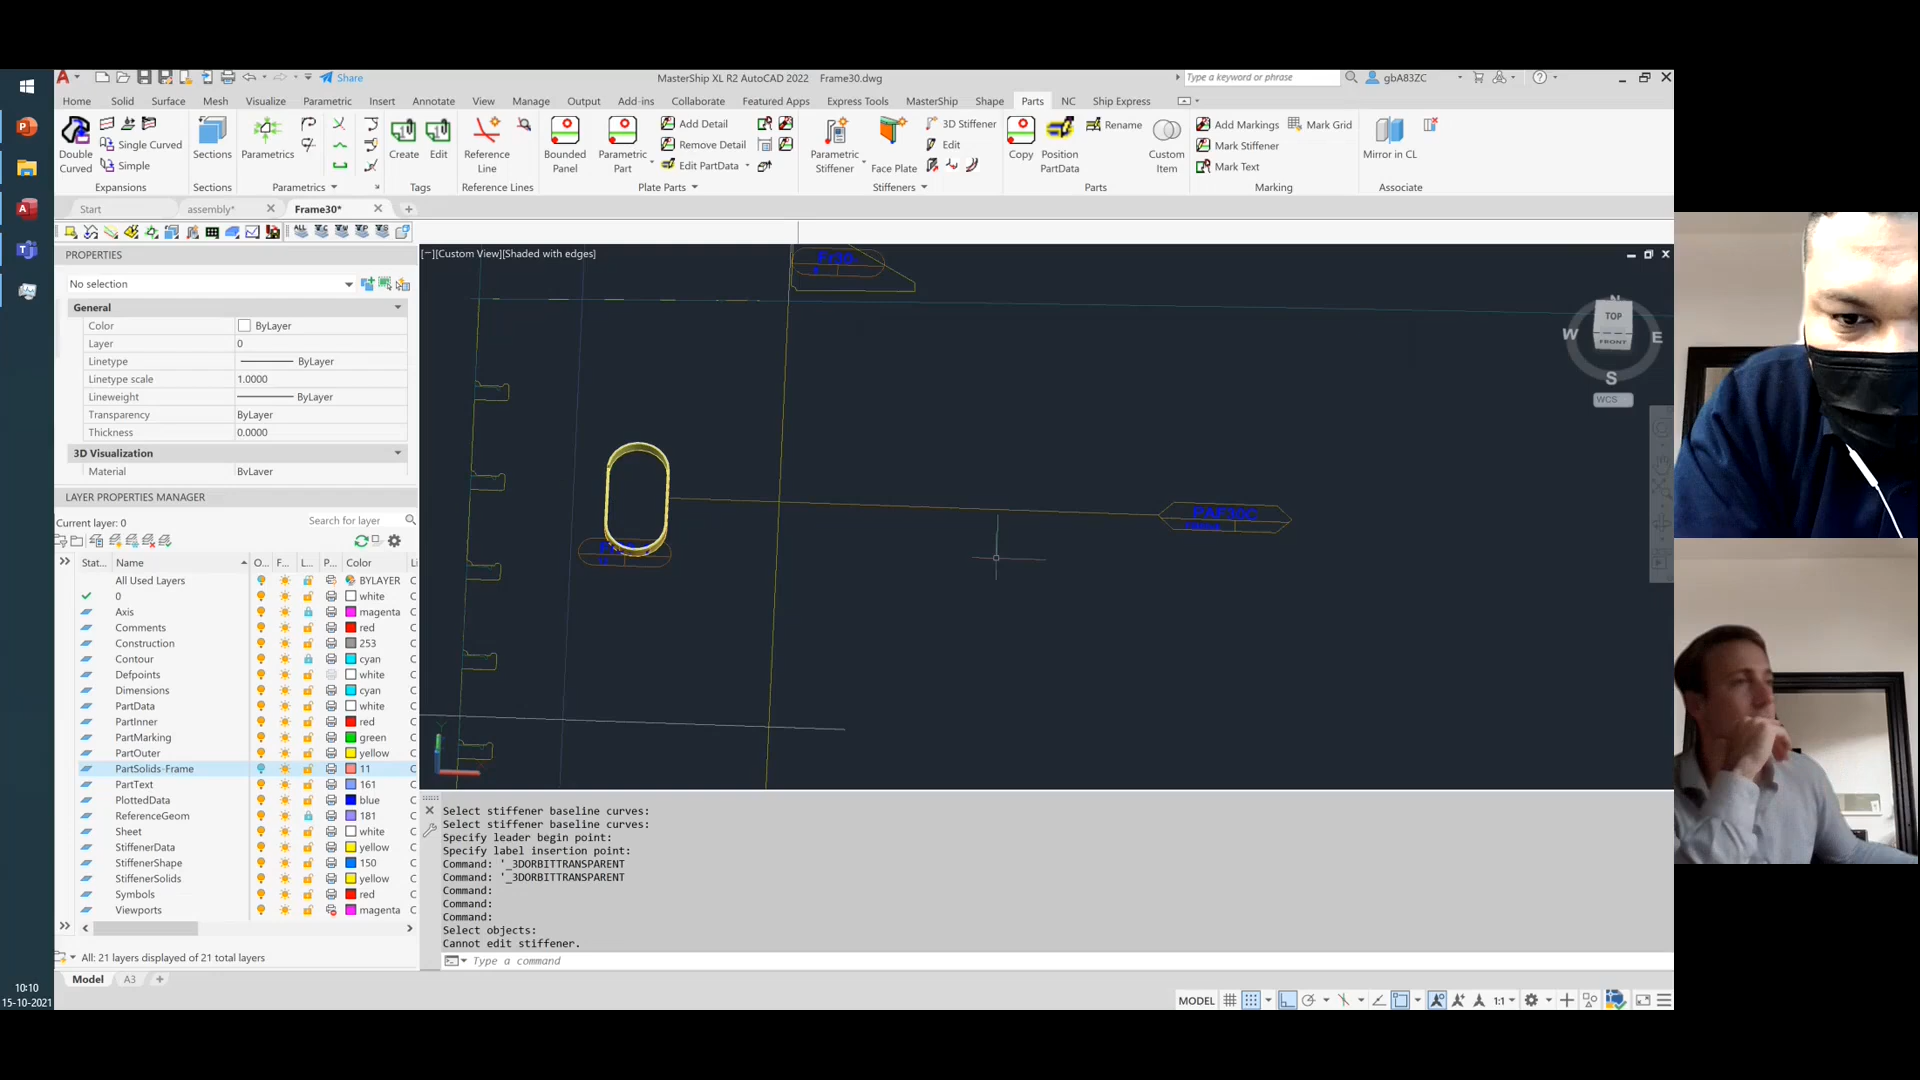 Share
MasterShip XL R2 AutoCAD 2022 Frame30.dwg
Type a keyword or phrase
gbA83ZC
Home Solid Surface Mesh Visualize Parametric Insert Annotate View Manage Output Add-ins Collaborate Featured Apps Express Tools MasterShip Shape Parts NC Ship Express
Double Curved
Single Curved
Simple
Expansions
Sections
Sections
Parametrics
Parametrics
Create
Edit
Tags
Reference Line
Reference Lines
Bounded Panel
Parametric Part
Add Detail
Remove Detail
Edit PartData
Plate Parts
Parametric Stiffener
Face Plate
3D Stiffener
Edit
Stiffeners
Copy
Position PartData
Rename
Custom Item
Parts
Add Markings
Mark Grid
Mark Stiffener
Mark Text
Marking
Mirror in CL
Associate
Start
assembly*
Frame30*
ALL
PROPERTIES
No selection
General
Color ByLayer
Layer 0
Linetype ByLayer
Linetype scale 1.0000
Lineweight ByLayer
Transparency ByLayer
Thickness 0.0000
3D Visualization
Material ByLayer
LAYER PROPERTIES MANAGER
Current layer: 0
Search for layer
Stat... Name O... F... L... P... Color Li
All Used Layers BYLAYER
0 white C
Axis magenta C
Comments red C
Construction 253 C
Contour cyan C
Defpoints white C
Dimensions cyan C
PartData white C
PartInner red C
PartMarking green C
PartOuter yellow C
PartSolids-Frame 11 C
PartText 161 C
PlottedData blue C
ReferenceGeom 181 C
Sheet white C
StiffenerData yellow C
StiffenerShape 150 C
StiffenerSolids yellow C
Symbols red C
Viewports magenta C
All: 21 layers displayed of 21 total layers
Model
A3
[−][Custom View][Shaded with edges]
Fr30-
PAF30C
N
W
TOP
FRONT
E
S
WCS
Select stiffener baseline curves:
Select stiffener baseline curves:
Specify leader begin point:
Specify label insertion point:
Command: '_3DORBITTRANSPARENT
Command: '_3DORBITTRANSPARENT
Command:
Command:
Command:
Select objects:
Cannot edit stiffener.
Type a command
MODEL
1:1
10:10
15-10-2021